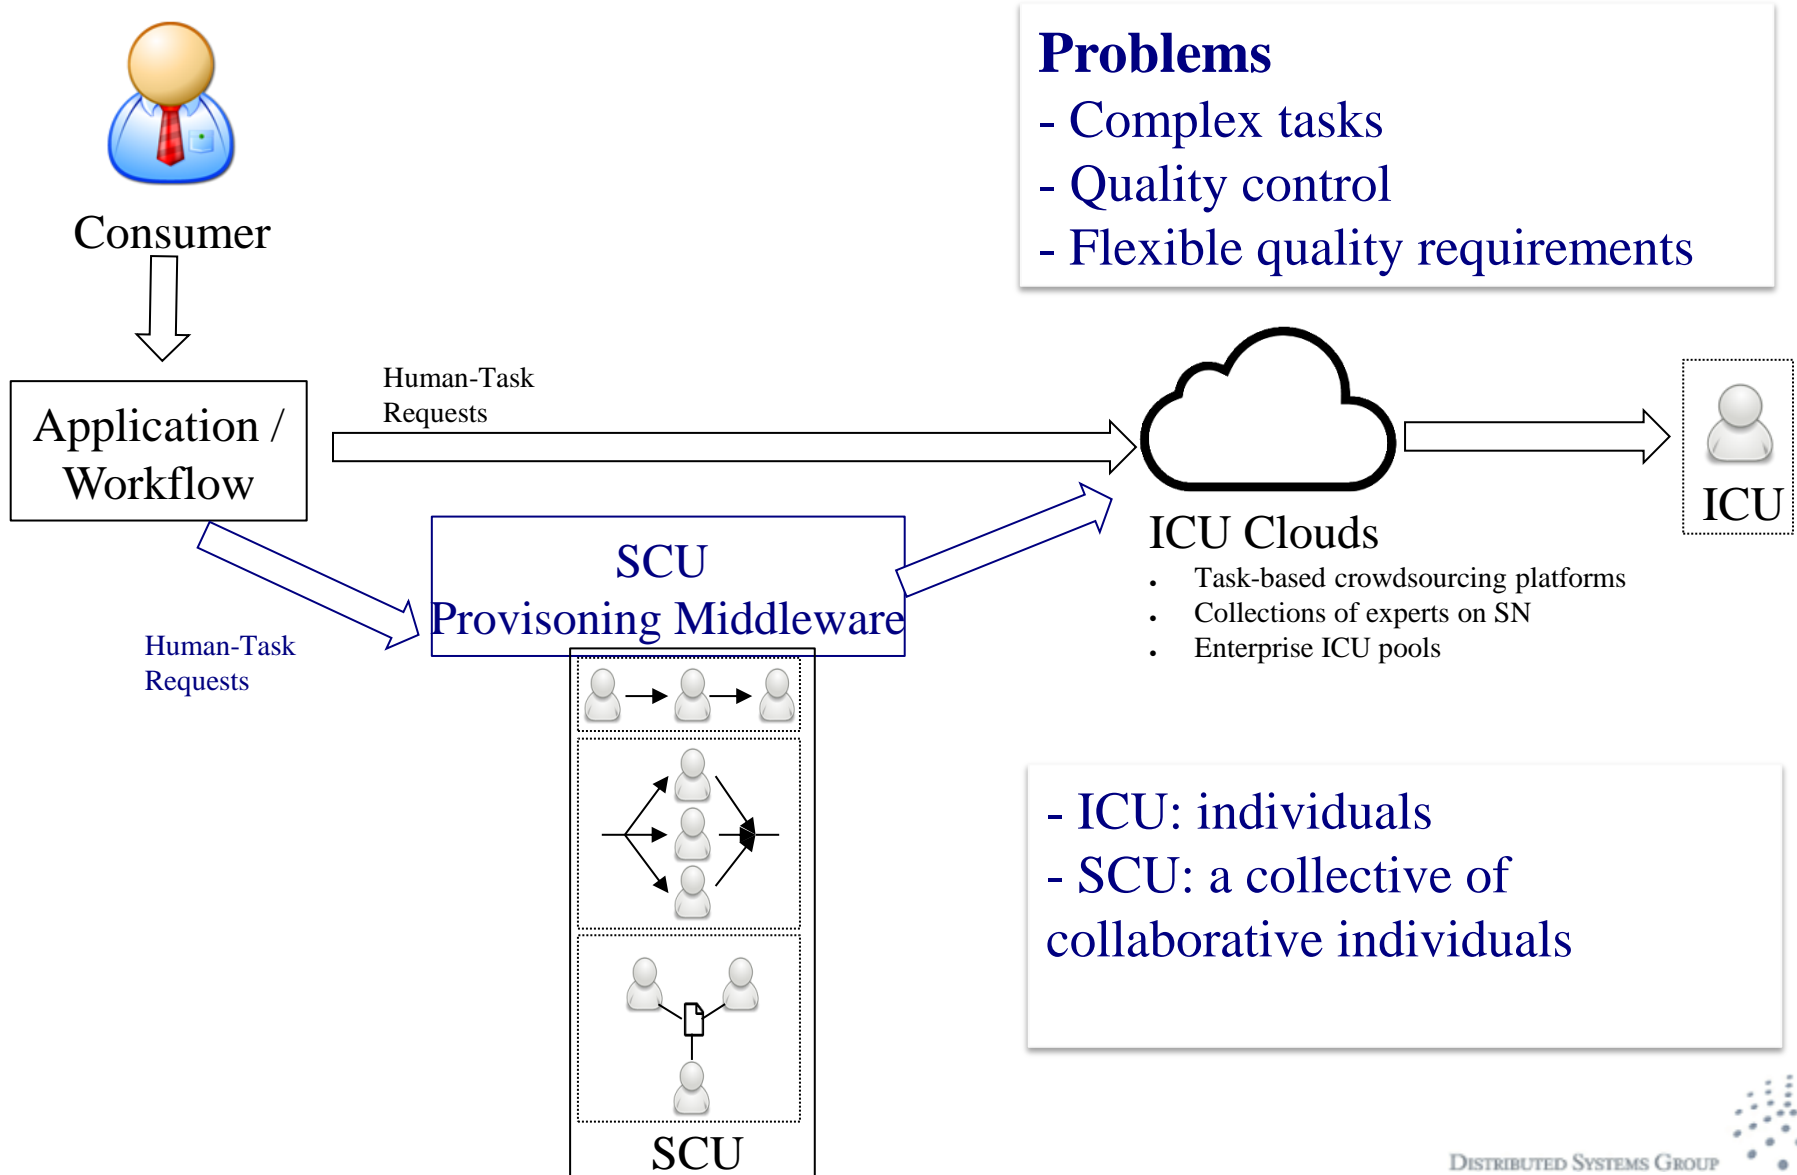 Problems
- Complex tasks
- Quality control
- Flexible quality requirements
Consumer
Human-Task
Requests
Application /
Workflow
ICU
ICU Clouds
. Task-based crowdsourcing platforms
. Collections of experts on SN
. Enterprise ICU pools
SCU
Provisoning Middleware
Human-Task
Requests
- ICU: individuals
- SCU: a collective of
collaborative individuals
SCU
DISTRIBUTED SYSTEMS GROUP